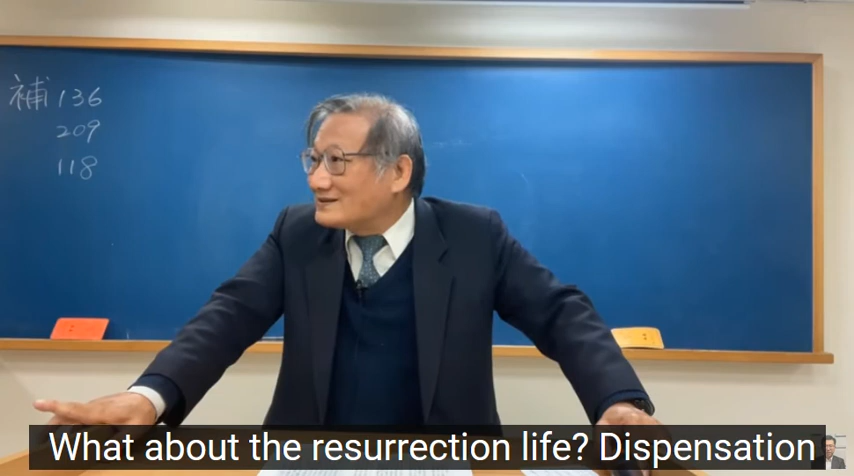 補 136
209
118
What about the resurrection life? Dispensation